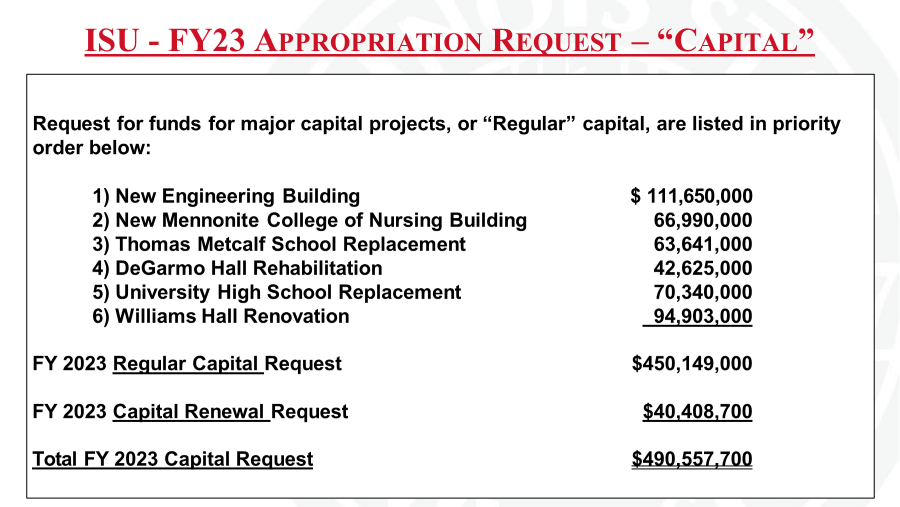 ISU - FY23 APPROPRIATION REQUEST – “CAPITAL”
Request for funds for major capital projects, or “Regular” capital, are listed in priority
order below:
1) New Engineering Building $ 111,650,000
2) New Mennonite College of Nursing Building 66,990,000
3) Thomas Metcalf School Replacement 63,641,000
4) DeGarmo Hall Rehabilitation 42,625,000
5) University High School Replacement 70,340,000
6) Williams Hall Renovation 94,903,000
FY 2023 Regular Capital Request $450,149,000
FY 2023 Capital Renewal Request $40,408,700
Total FY 2023 Capital Request $490,557,700